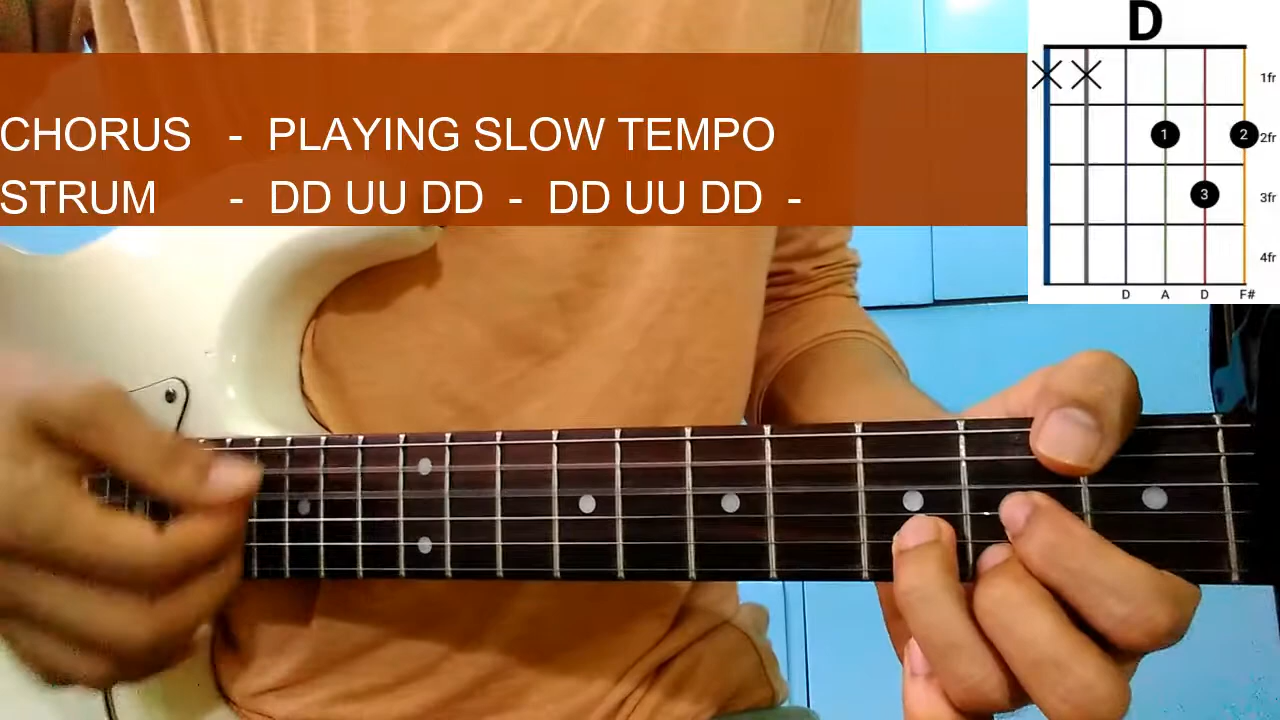 D
CHORUS - PLAYING SLOW TEMPO
STRUM - DD UU DD - DD UU DD -
X X
1fr
1 2 2fr
3 3fr
4fr
D A D F#